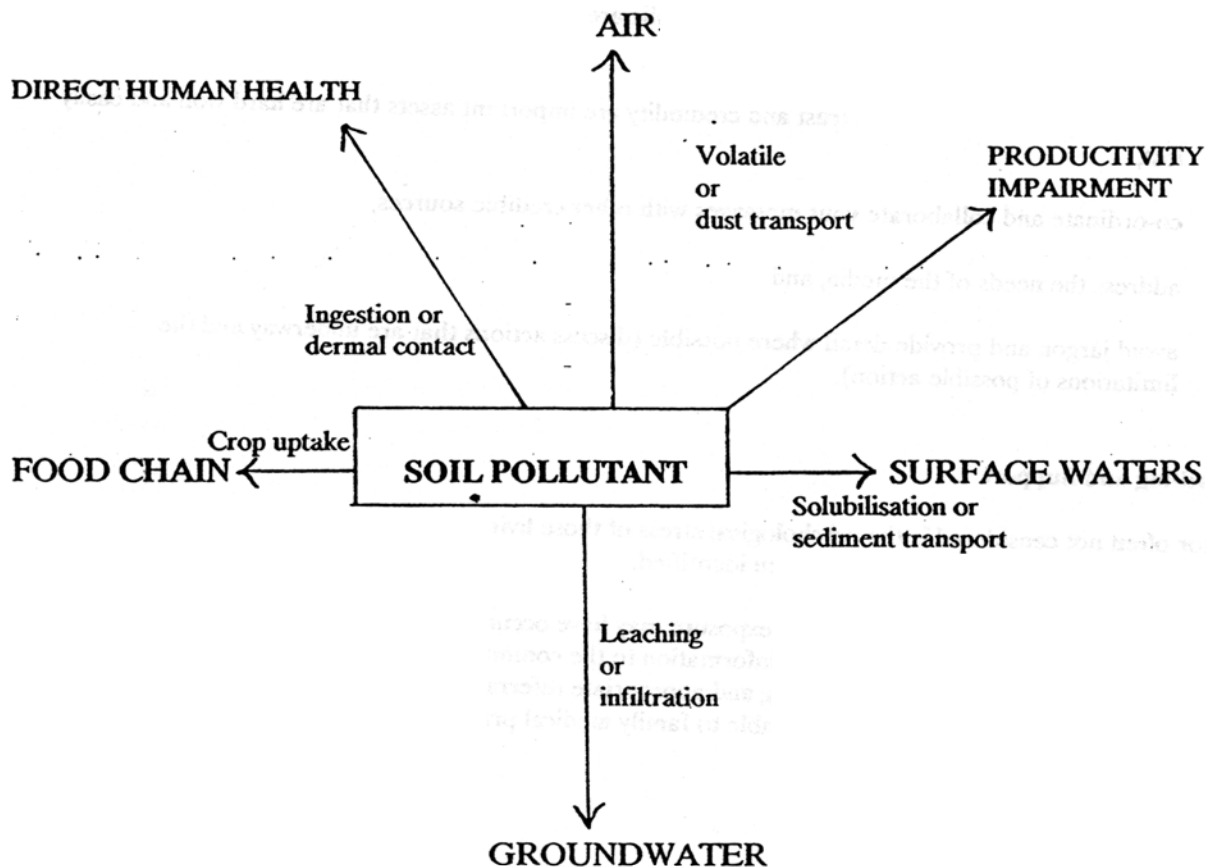 AIR
DIRECT HUMAN HEALTH
Volatile
or
dust transport
PRODUCTIVITY
IMPAIRMENT
Ingestion or
dermal contact
Crop uptake
FOOD CHAIN
SOIL POLLUTANT
SURFACE WATERS
Solubilisation or
sediment transport
Leaching
or
infiltration
GROUNDWATER